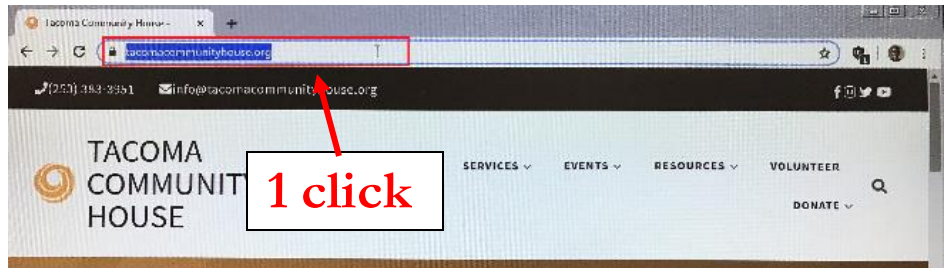 Tacoma Community House -
tacomacommunityhouse.org
(253) 383-3951 info@tacomacommunityhouse.org
TACOMA
COMMUNITY
HOUSE
1 click
SERVICES EVENTS RESOURCES VOLUNTEER
DONATE